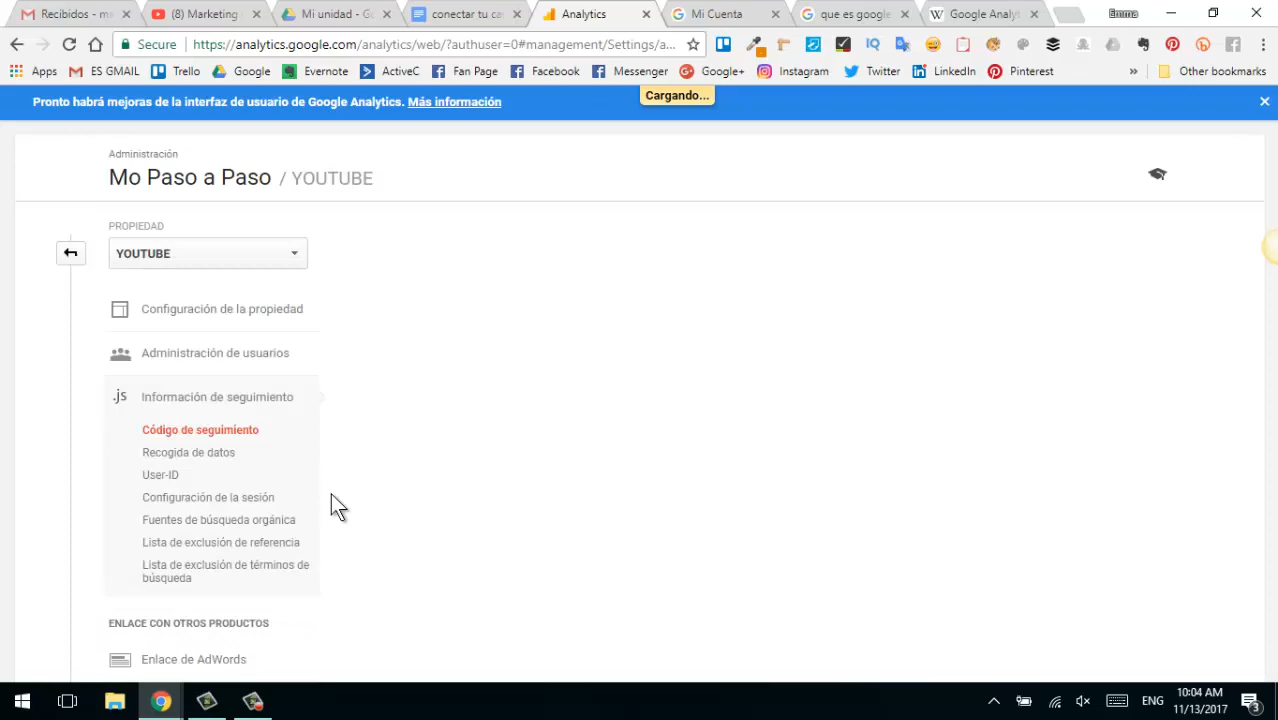 Recibidos - ma
(8) Marketing
Mi unidad - Go
conectar tu ca
Analytics
Mi Cuenta
que es google
Google Analy
Emma
Secure
https://analytics.google.com/analytics/web/?authuser=0#management/Settings/a...
Apps
ES GMAIL
Trello
Google
Evernote
ActiveC
Fan Page
Facebook
Messenger
Google+
Instagram
Twitter
LinkedIn
Pinterest
»
Other bookmarks
Pronto habrá mejoras de la interfaz de usuario de Google Analytics. Más información
Cargando...
Administración
Mo Paso a Paso / YOUTUBE
PROPIEDAD
YOUTUBE
Configuración de la propiedad
Administración de usuarios
.js Información de seguimiento
Código de seguimiento
Recogida de datos
User-ID
Configuración de la sesión
Fuentes de búsqueda orgánica
Lista de exclusión de referencia
Lista de exclusión de términos de
búsqueda
ENLACE CON OTROS PRODUCTOS
Enlace de AdWords
ENG
10:04 AM
11/13/2017
3